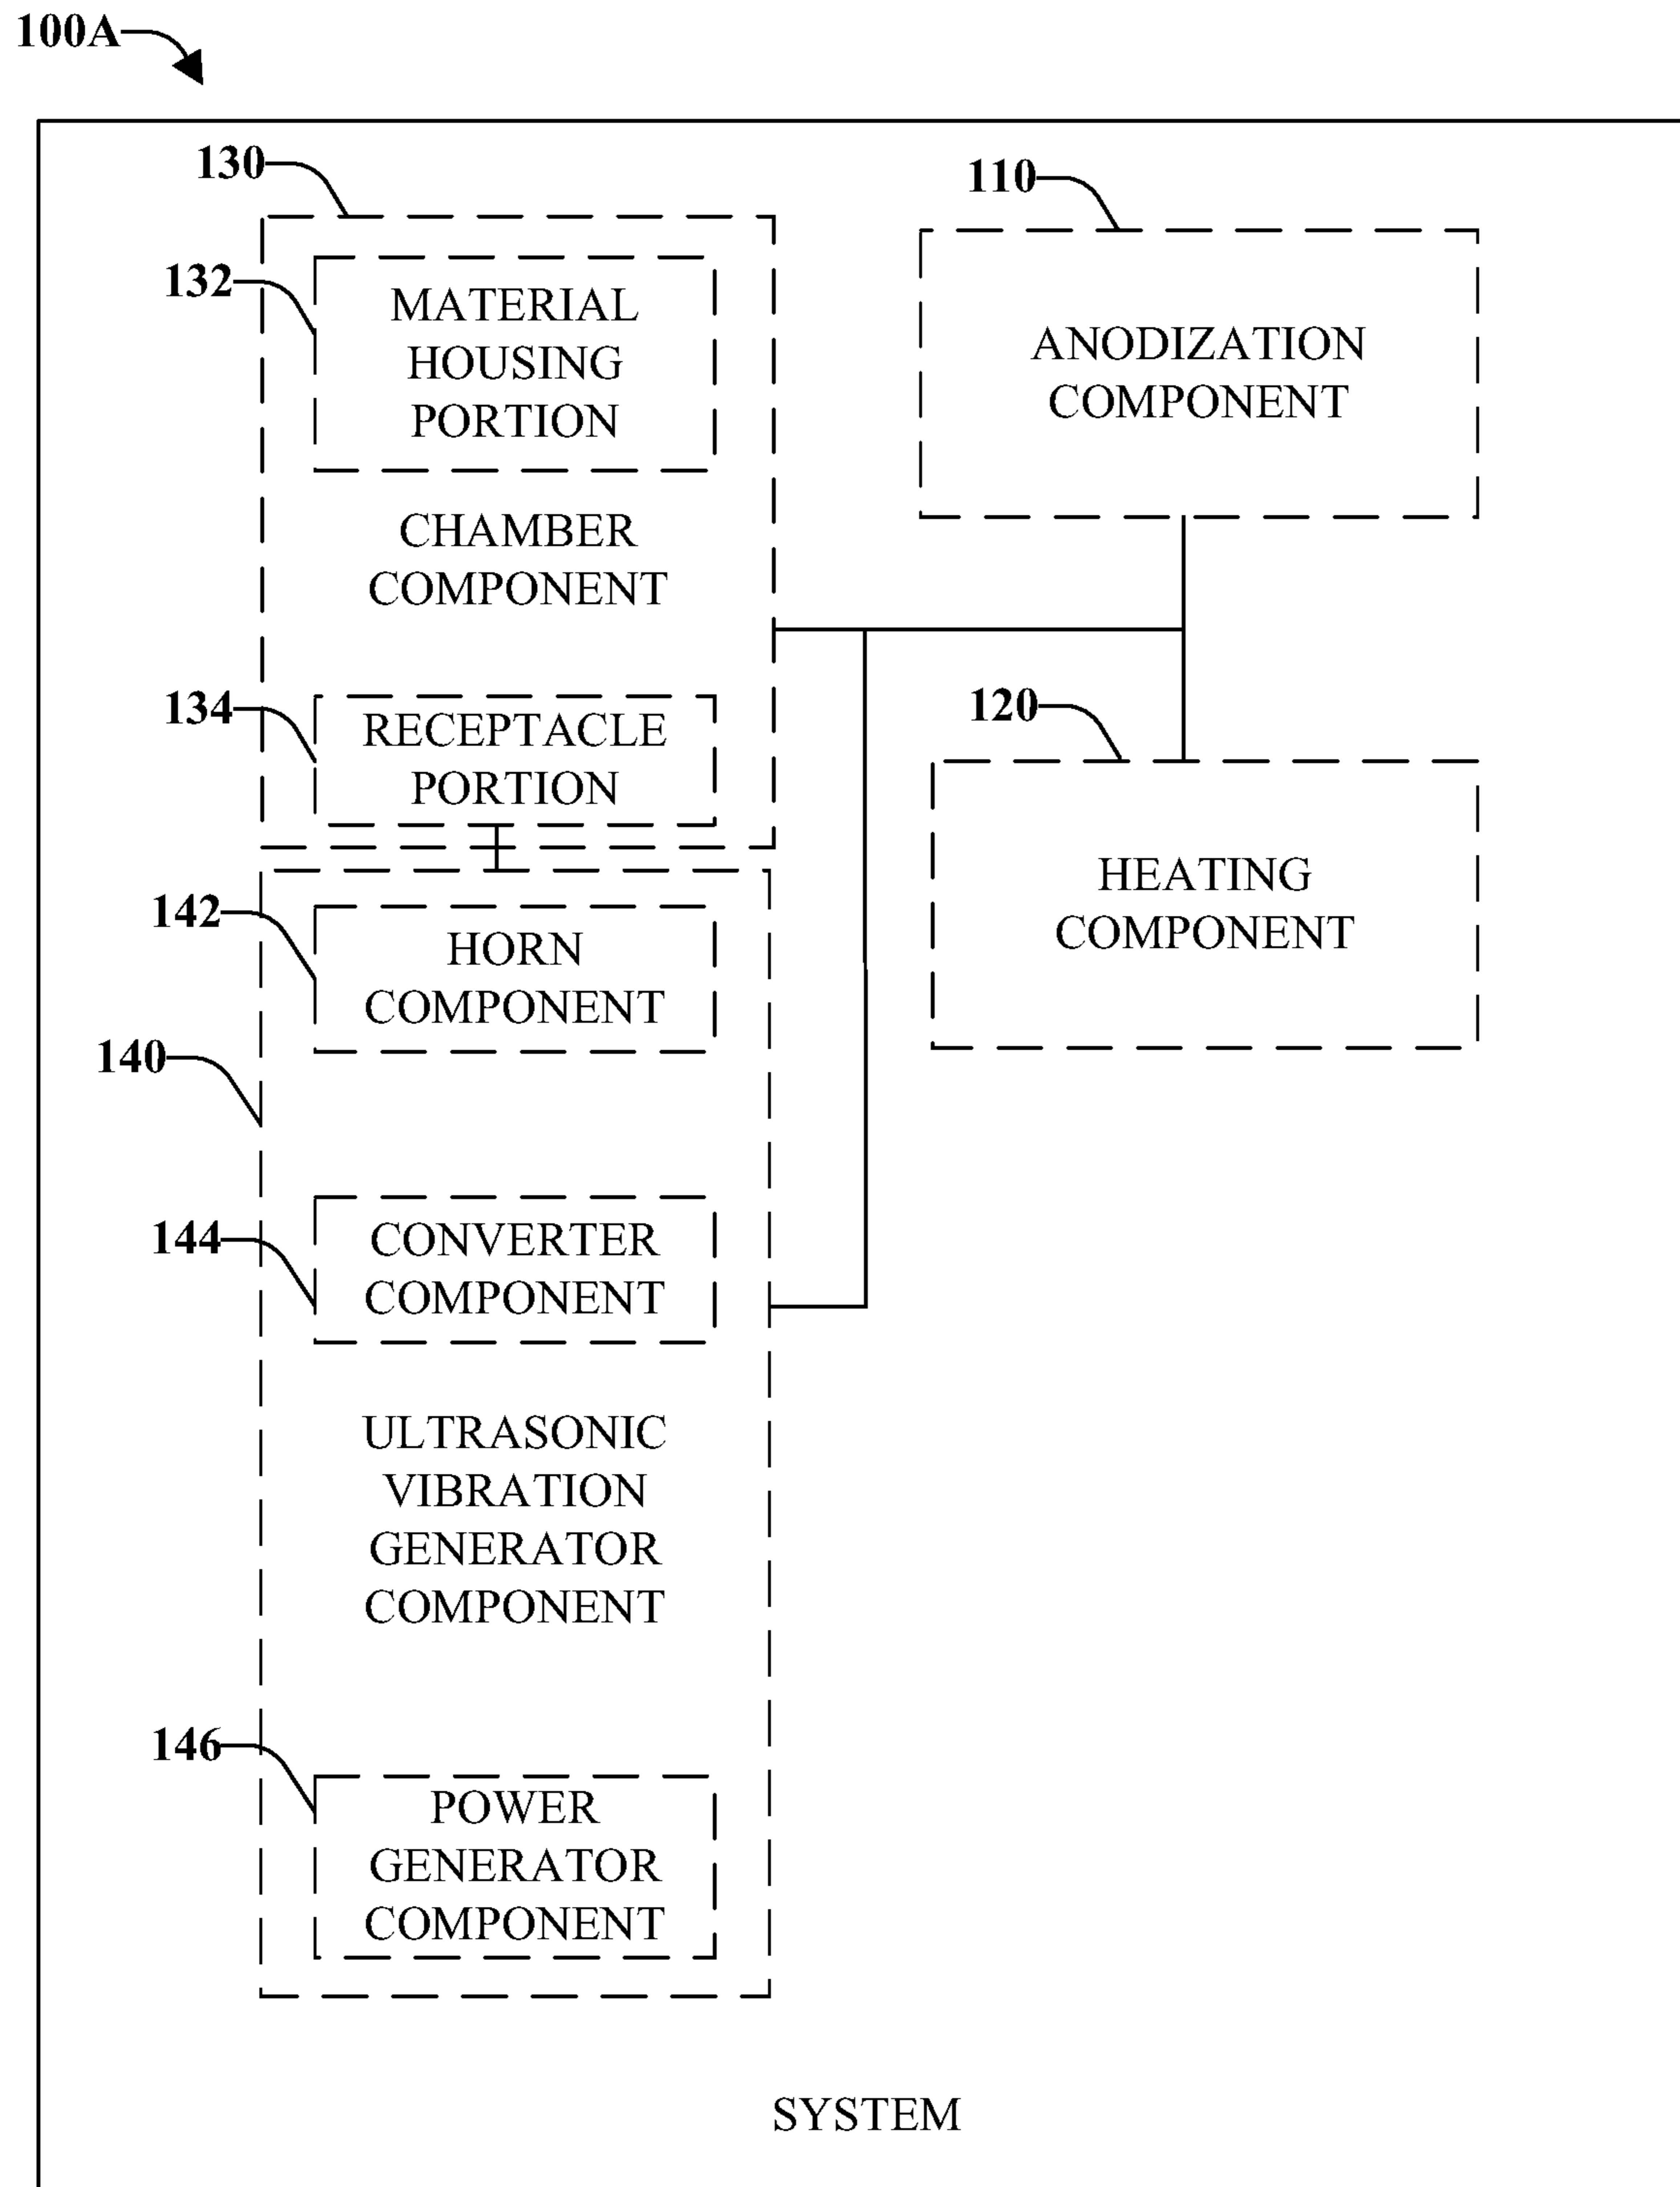 100A
130
110
132
MATERIAL
HOUSING
PORTION
ANODIZATION
COMPONENT
CHAMBER
COMPONENT
134
RECEPTACLE
PORTION
120
HEATING
COMPONENT
142
HORN
COMPONENT
140
144
CONVERTER
COMPONENT
ULTRASONIC
VIBRATION
GENERATOR
COMPONENT
146
POWER
GENERATOR
COMPONENT
SYSTEM